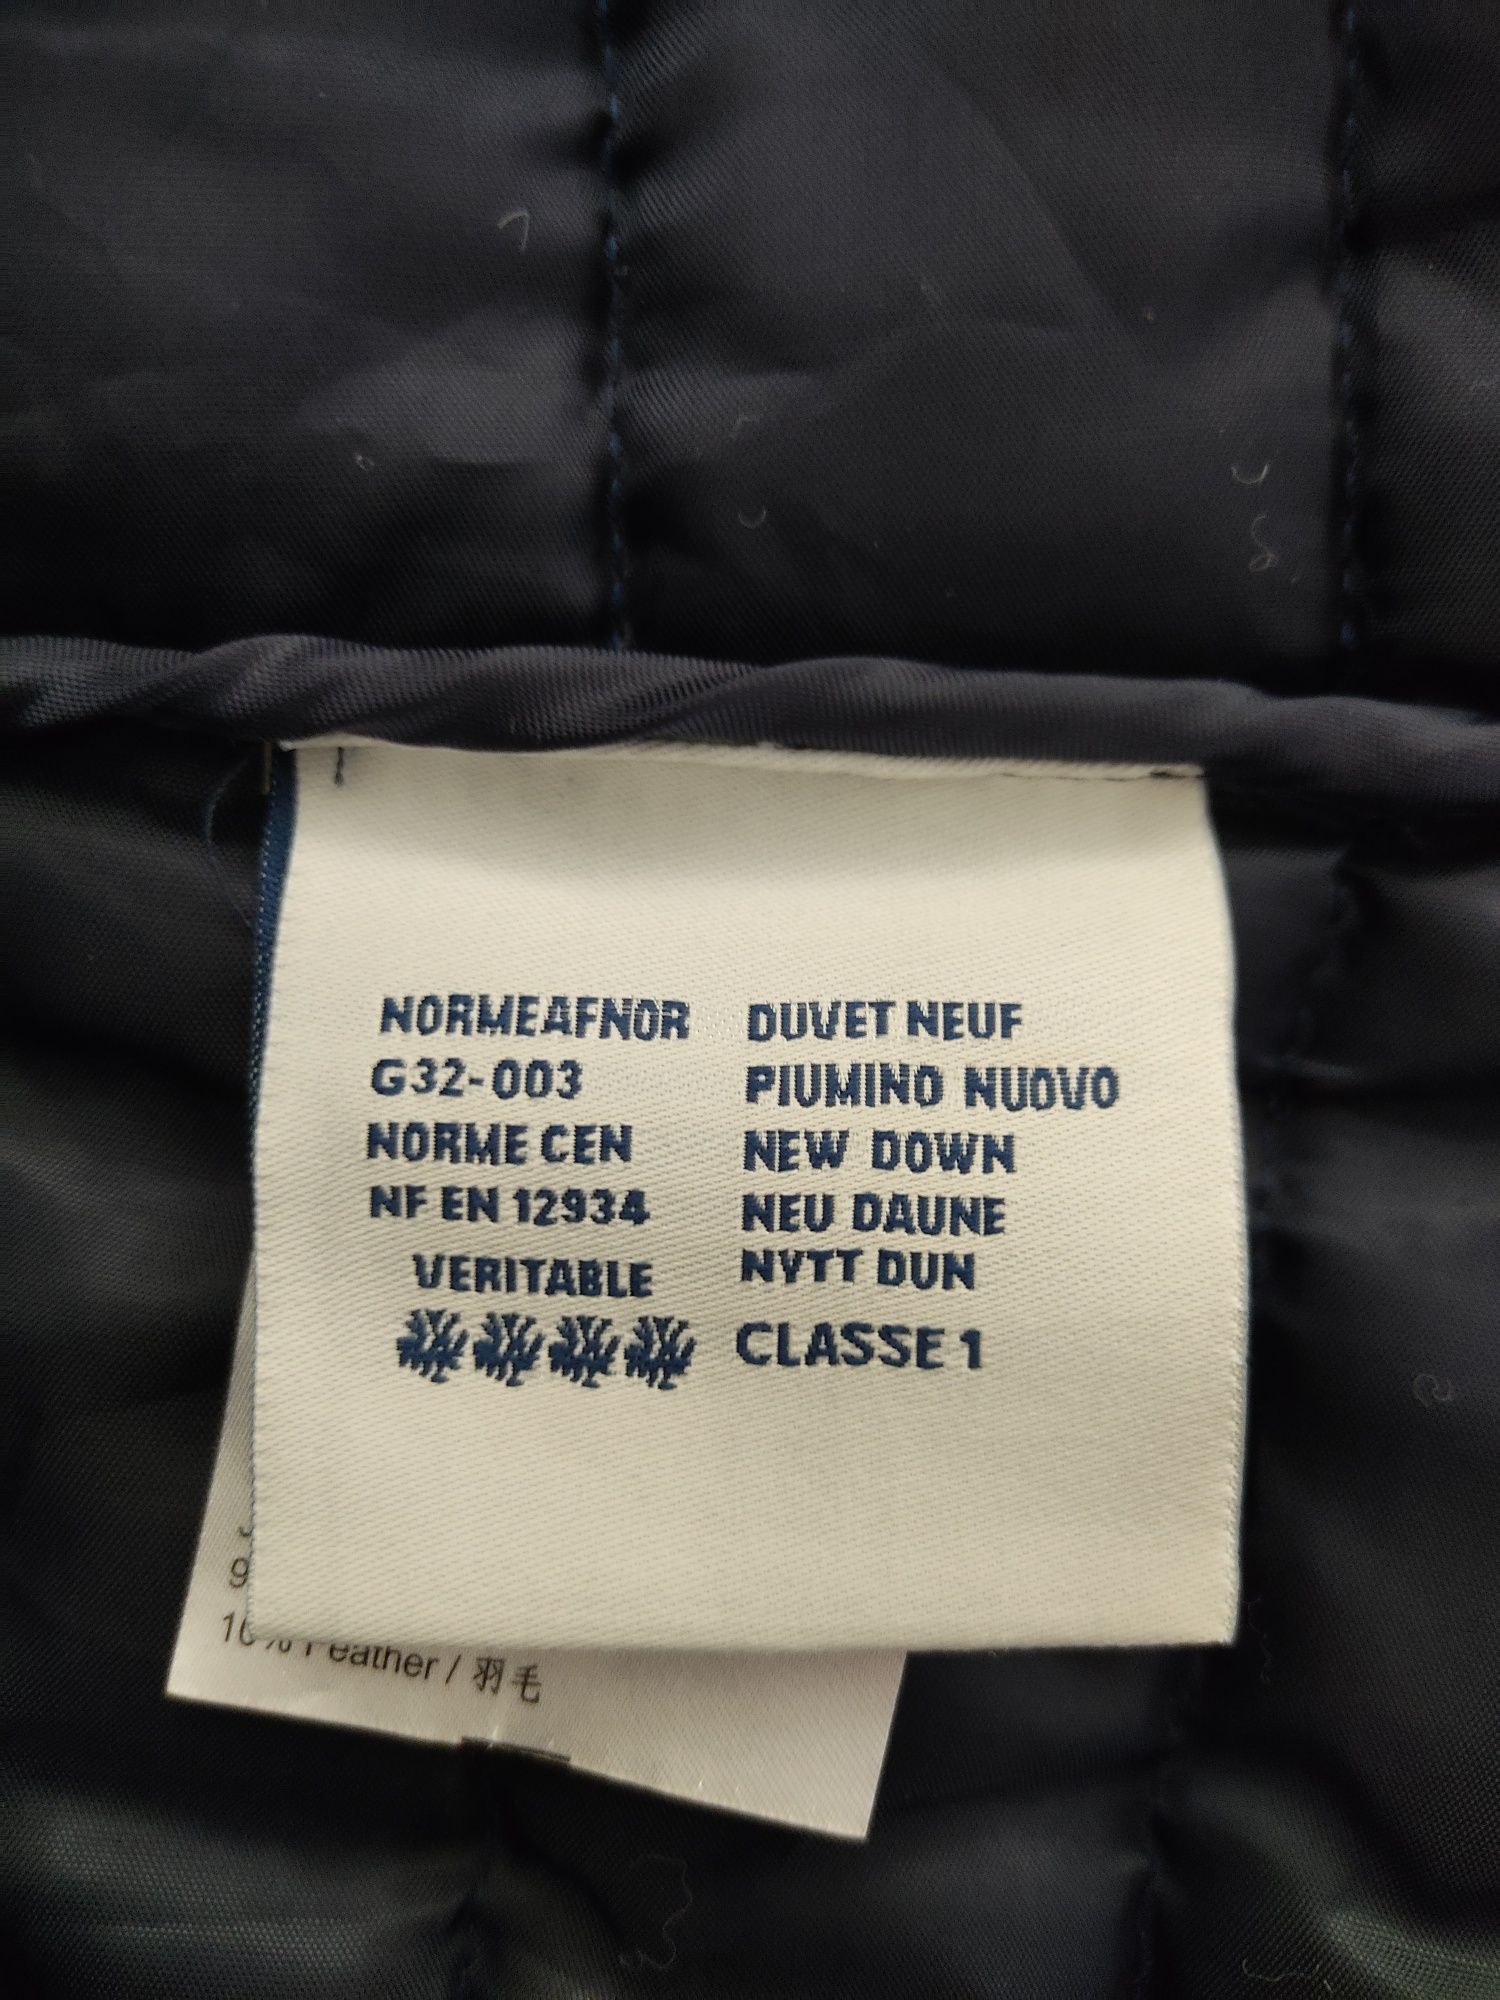 NORMEAFNOR
G32-003
NORME CEN
NF EN 12934
VERITABLE
DUVET NEUF
PIUMINO NUOVO
NEW DOWN
NEU DAUNE
NYTT DUN
CLASSE 1
10% Feather / 羽毛